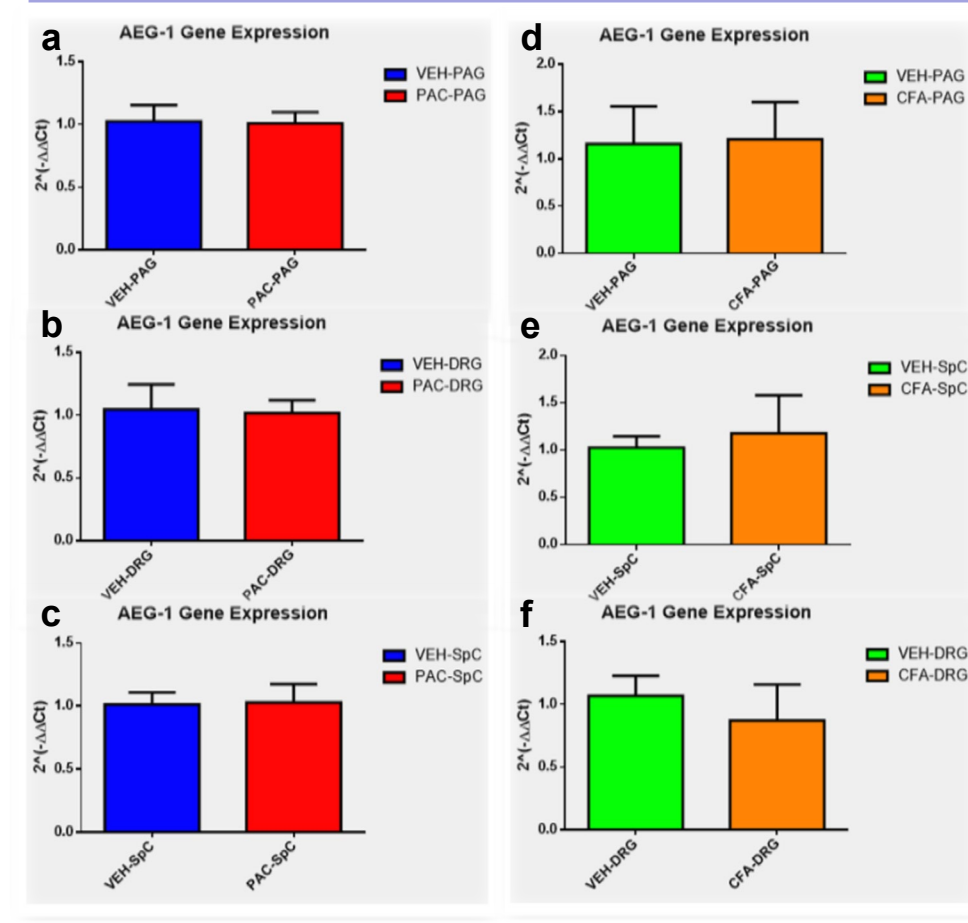 a
AEG-1 Gene Expression
1.5
1.0
0.5
0.0
2^(-ΔΔCt)
VEH-PAG
PAC-PAG
VEH-PAG
PAC-PAG
b
AEG-1 Gene Expression
1.5
1.0
0.5
0.0
2^(-ΔΔCt)
VEH-DRG
PAC-DRG
VEH-DRG
PAC-DRG
c
AEG-1 Gene Expression
1.5
1.0
0.5
0.0
2^(-ΔΔCt)
VEH-SpC
PAC-SpC
VEH-SpC
PAC-SpC
d
AEG-1 Gene Expression
2.0
1.5
1.0
0.5
0.0
2^(-ΔΔCt)
VEH-PAG
CFA-PAG
VEH-PAG
CFA-PAG
e
AEG-1 Gene Expression
2.0
1.5
1.0
0.5
0.0
2^(-ΔΔCt)
VEH-SpC
CFA-SpC
VEH-SpC
CFA-SpC
f
AEG-1 Gene Expression
1.5
1.0
0.5
0.0
2^(-ΔΔCt)
VEH-DRG
CFA-DRG
VEH-DRG
CFA-DRG